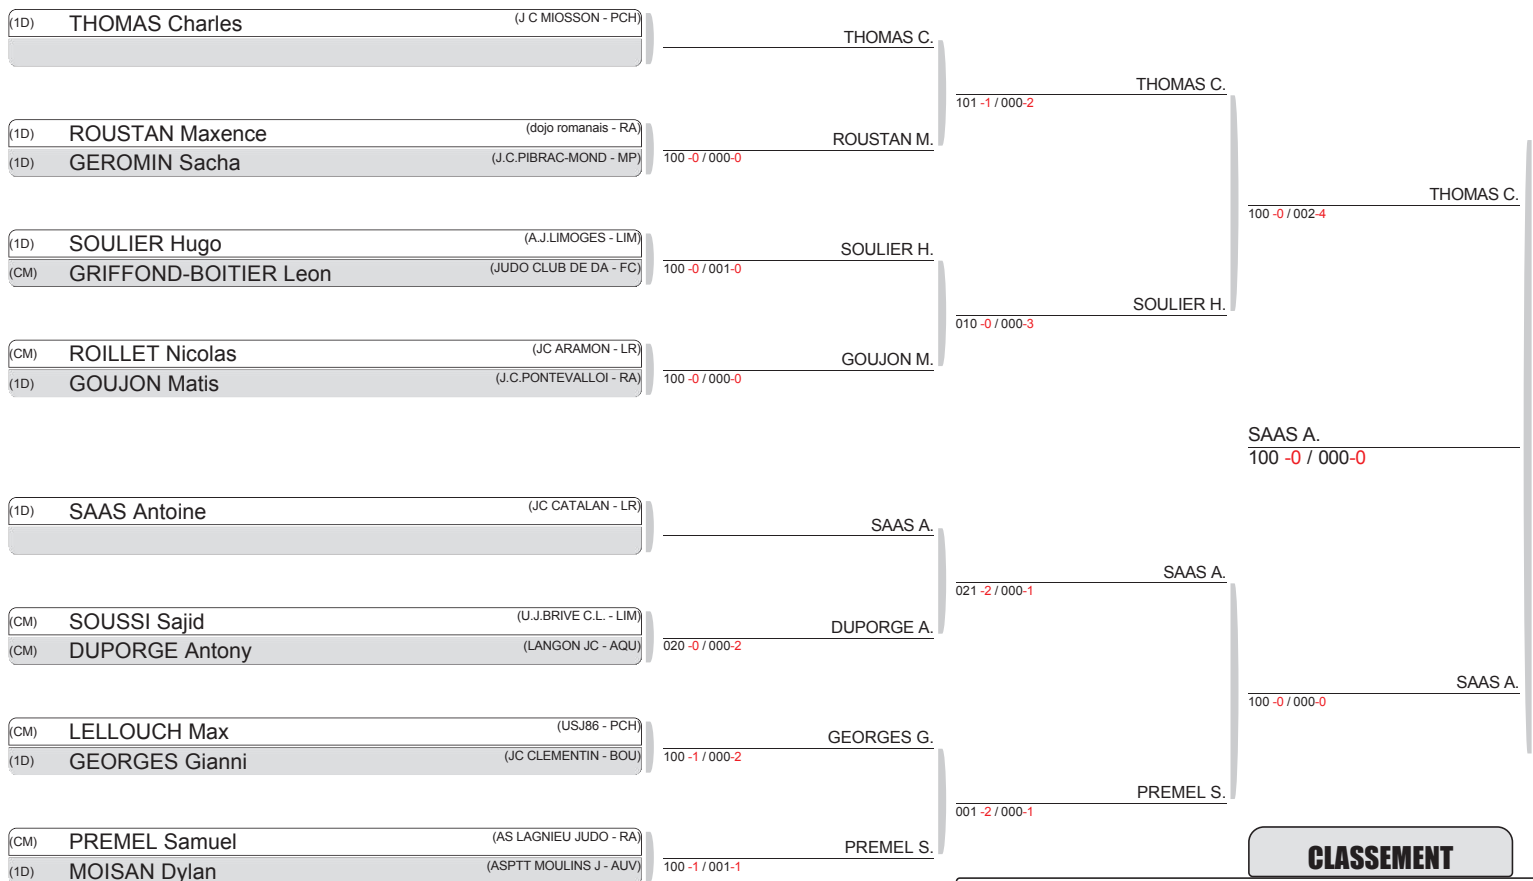 (1D) THOMAS Charles (J C MIOSSON - PCH)
THOMAS C.
THOMAS C.
101 -1 / 000-2
(1D) ROUSTAN Maxence (dojo romanais - RA)
ROUSTAN M.
(1D) GEROMIN Sacha (J.C.PIBRAC-MOND - MP)
100 -0 / 000-0
THOMAS C.
100 -0 / 002-4
(1D) SOULIER Hugo (A.J.LIMOGES - LIM)
SOULIER H.
(CM) GRIFFOND-BOITIER Leon (JUDO CLUB DE DA - FC)
100 -0 / 001-0
SOULIER H.
010 -0 / 000-3
(CM) ROILLET Nicolas (JC ARAMON - LR)
GOUJON M.
(1D) GOUJON Matis (J.C.PONTEVALLOI - RA)
100 -0 / 000-0
SAAS A.
100 -0 / 000-0
(1D) SAAS Antoine (JC CATALAN - LR)
SAAS A.
SAAS A.
021 -2 / 000-1
(CM) SOUSSI Sajid (U.J.BRIVE C.L. - LIM)
DUPORGE A.
(CM) DUPORGE Antony (LANGON JC - AQU)
020 -0 / 000-2
SAAS A.
100 -0 / 000-0
(CM) LELLOUCH Max (USJ86 - PCH)
GEORGES G.
(1D) GEORGES Gianni (JC CLEMENTIN - BOU)
100 -1 / 000-2
PREMEL S.
001 -2 / 000-1
(CM) PREMEL Samuel (AS LAGNIEU JUDO - RA)
PREMEL S.
(1D) MOISAN Dylan (ASPTT MOULINS J - AUV)
100 -1 / 001-1
CLASSEMENT